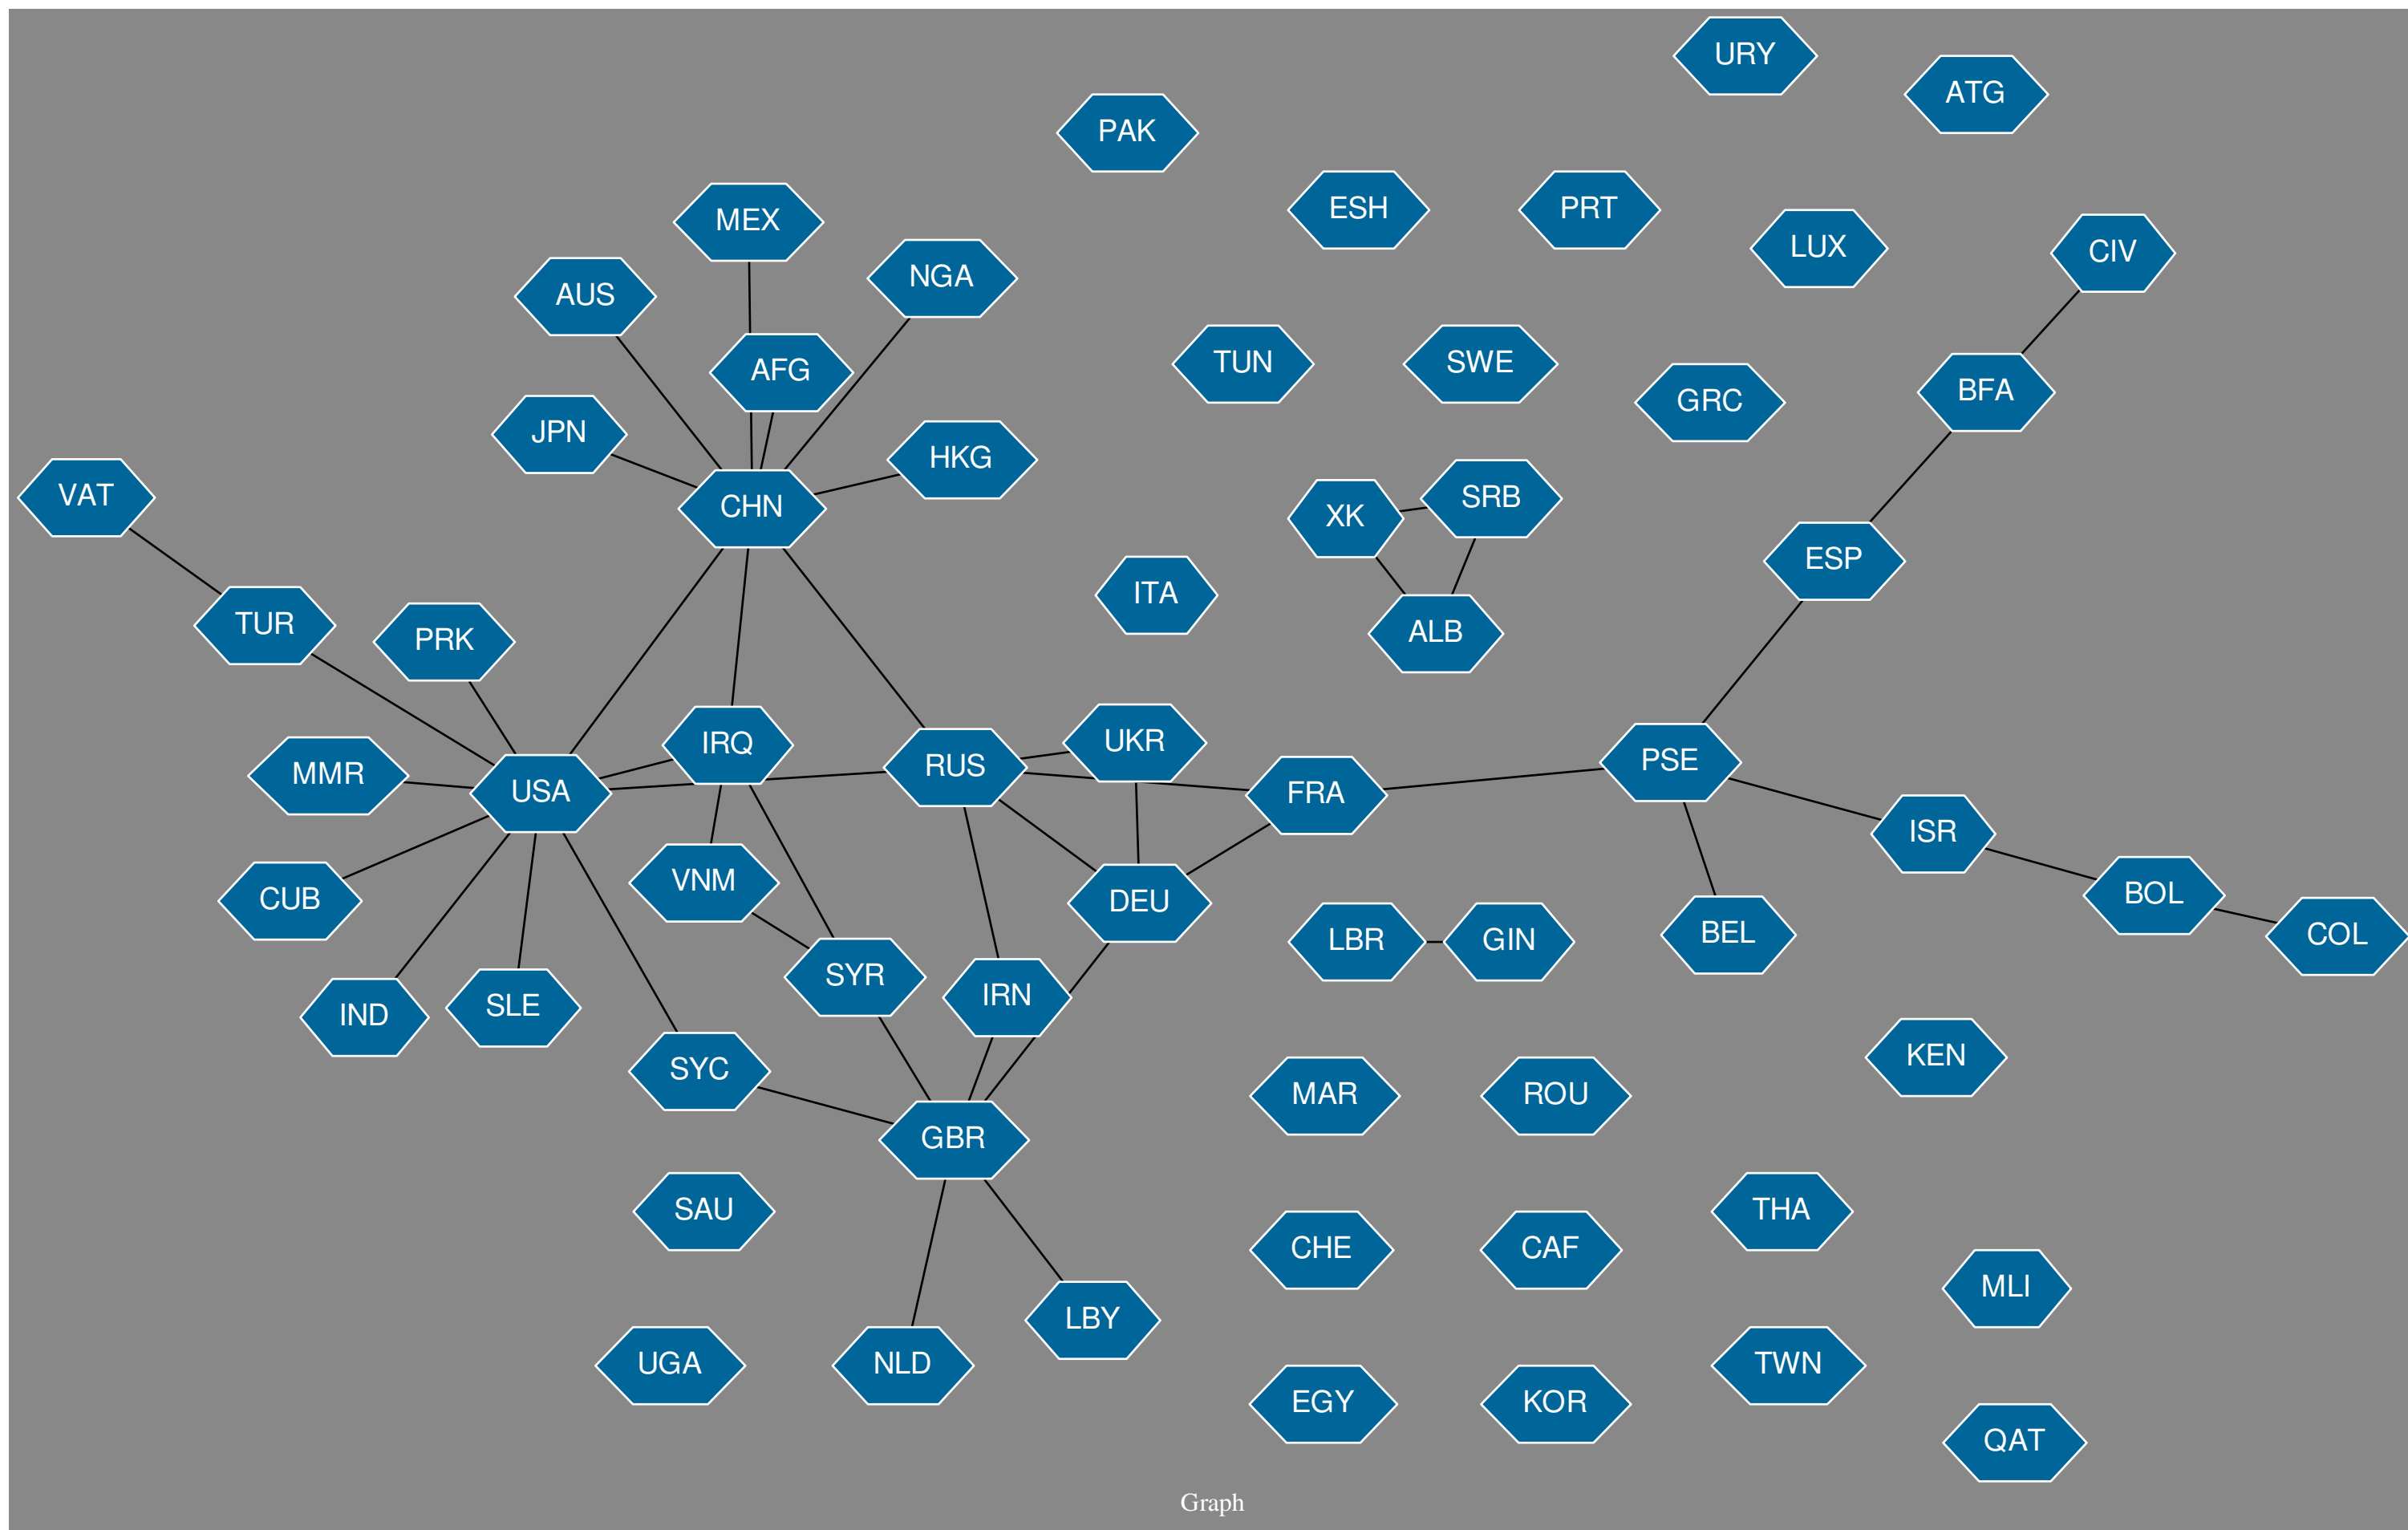 URY
ATG
PAK
ESH
PRT
MEX
LUX
CIV
NGA
AUS
TUN
SWE
AFG
BFA
GRC
JPN
HKG
VAT
SRB
CHN
XK
ESP
ITA
TUR
ALB
PRK
UKR
IRQ
PSE
RUS
MMR
USA
FRA
ISR
VNM
BOL
CUB
DEU
BEL
COL
LBR
GIN
SYR
IRN
SLE
IND
KEN
SYC
MAR
ROU
GBR
SAU
THA
CHE
CAF
MLI
LBY
UGA
NLD
TWN
EGY
KOR
QAT
Graph